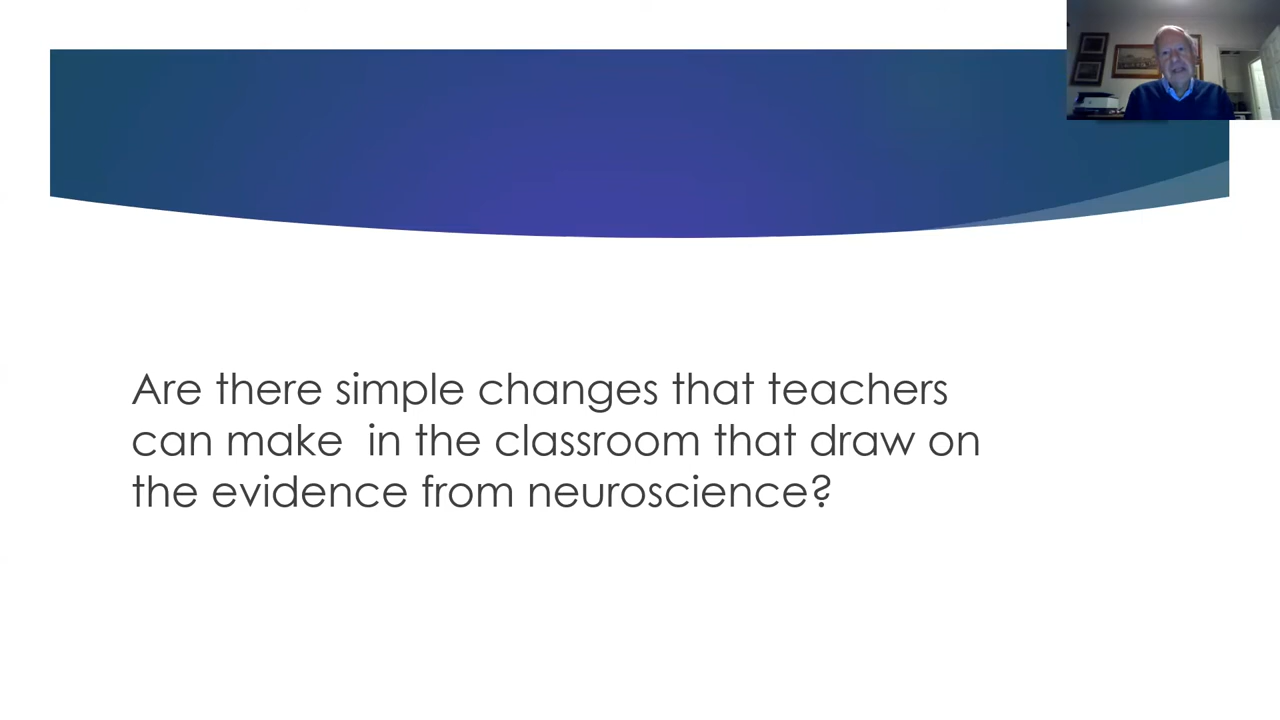 Are there simple changes that teachers
can make  in the classroom that draw on
the evidence from neuroscience?